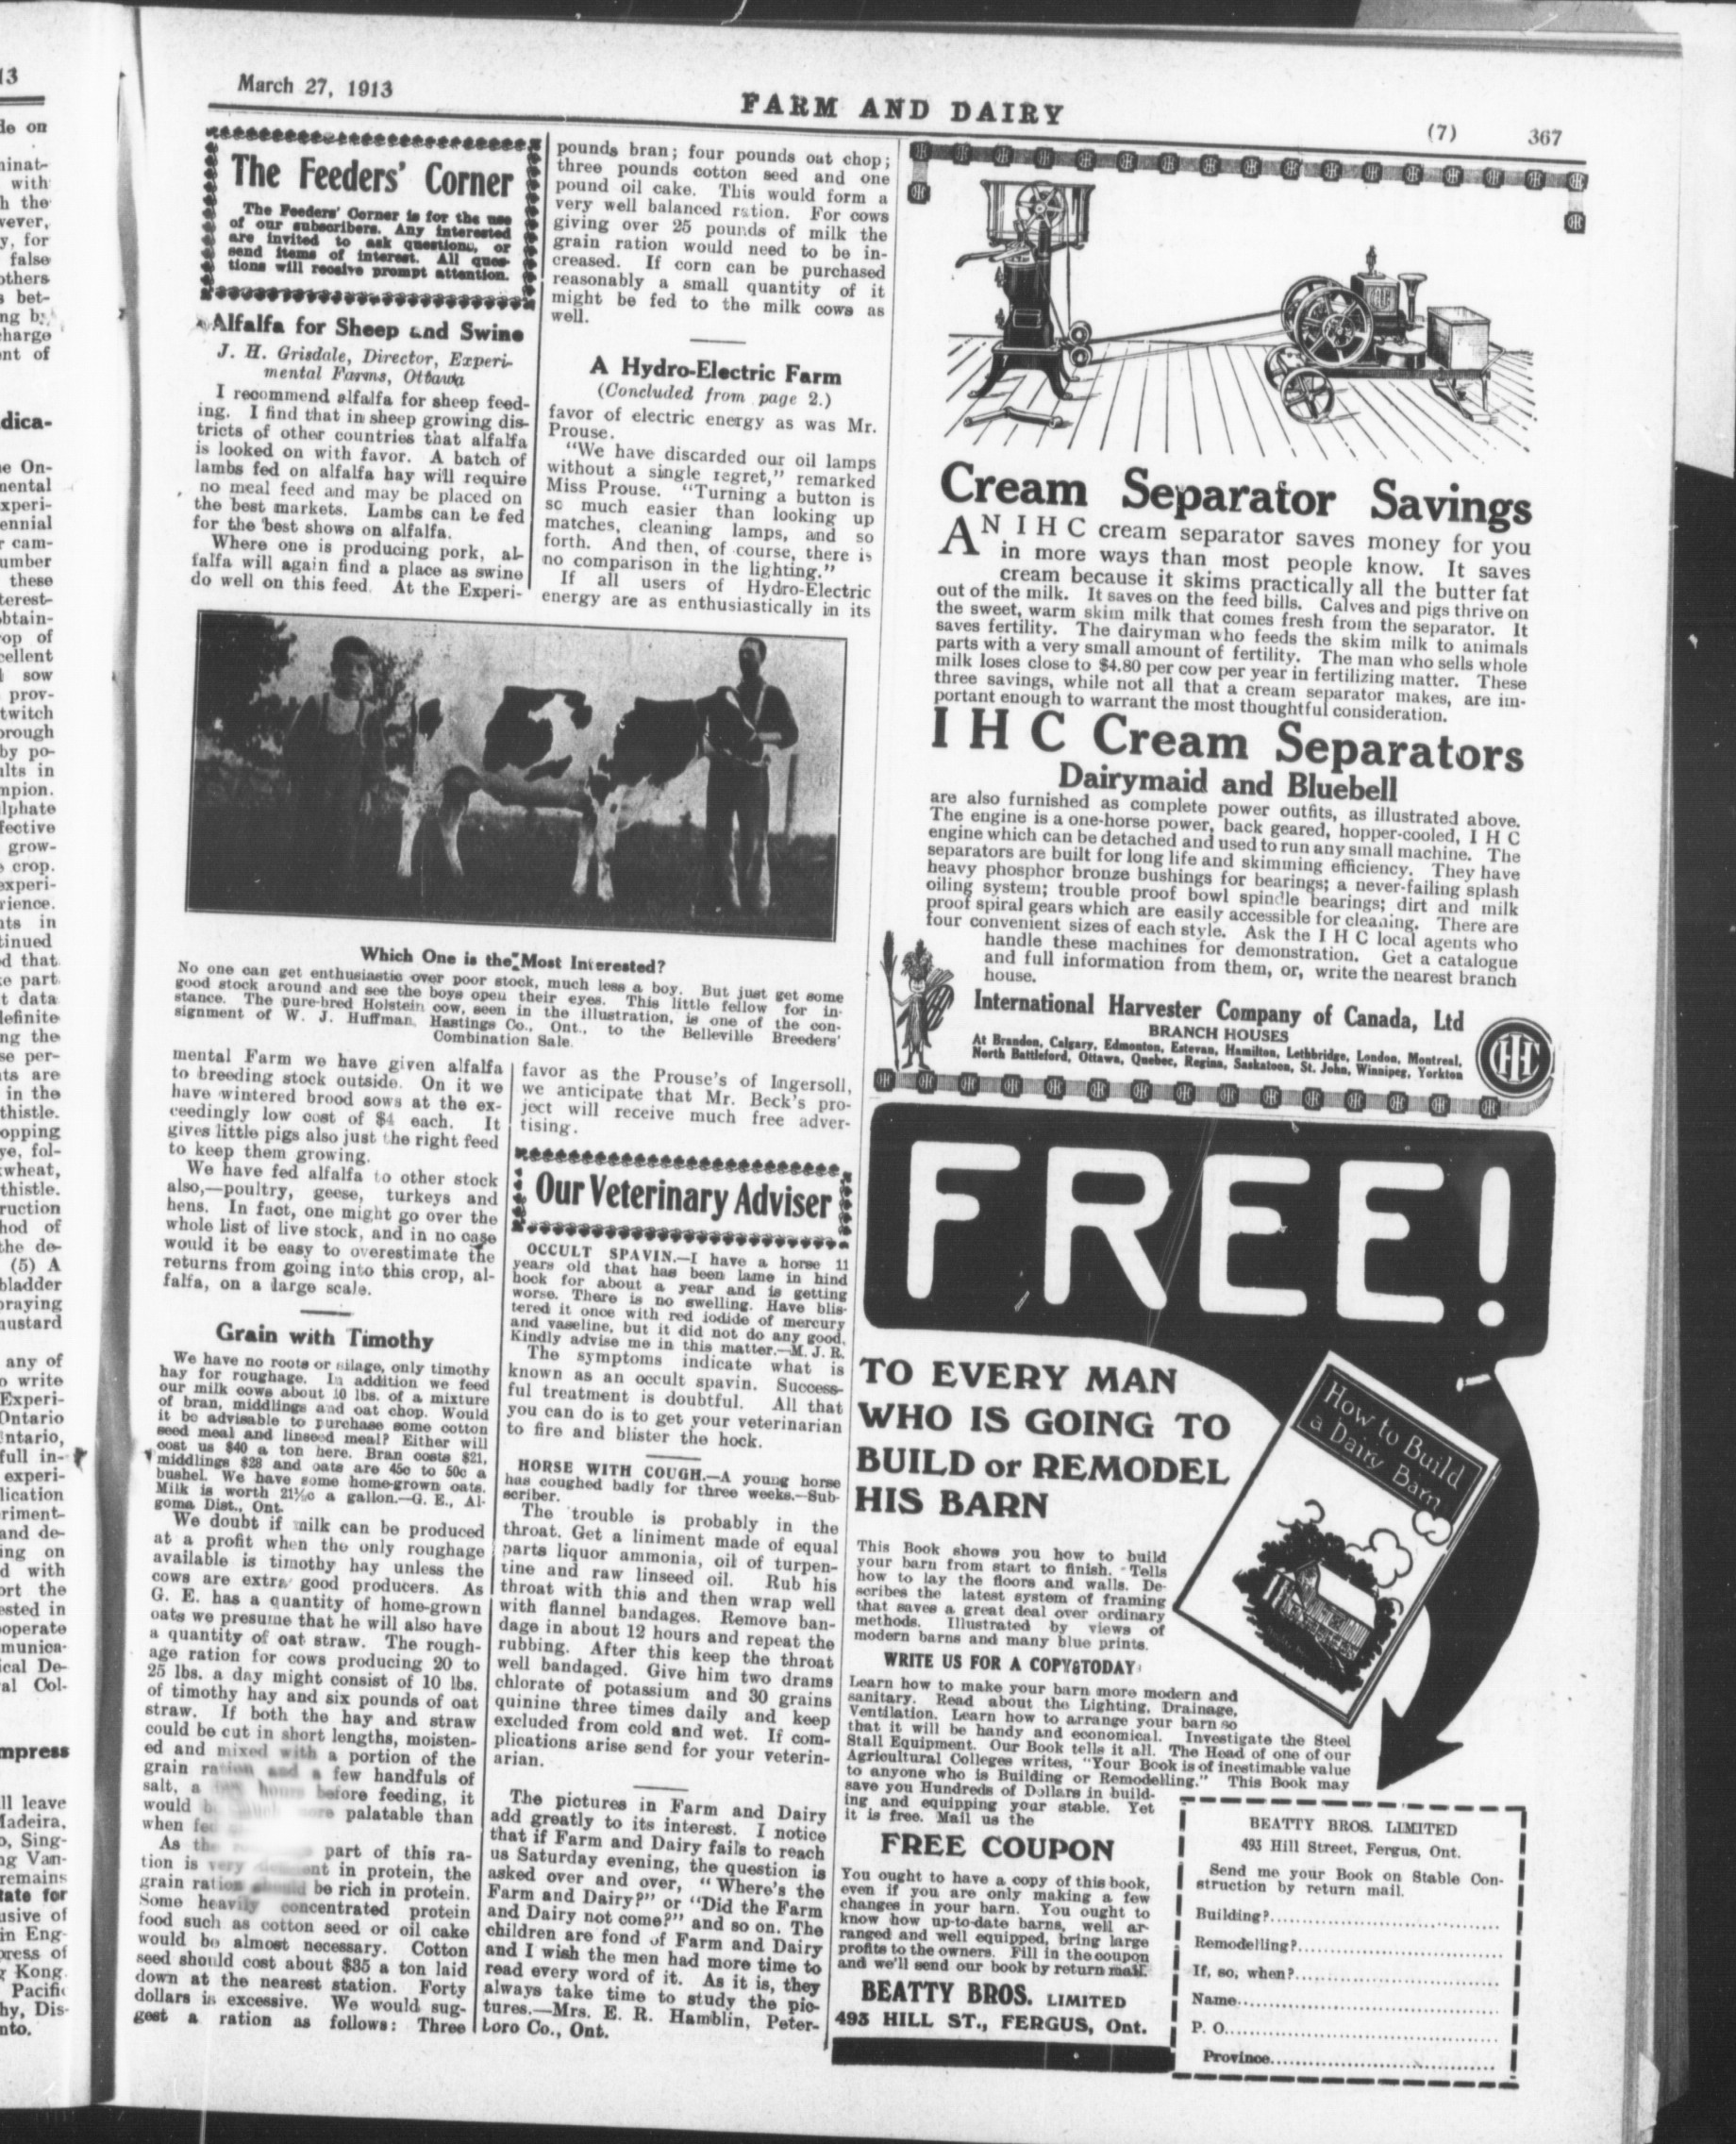 March 27, 1913
FARM AND DAIRY
(7) 367
The Feeders' Corner
The Feeders' Corner is for the use
of our subscribers. Any interested
are invited to ask questions, or
send items of interest. All ques-
tions will receive prompt attention.
Alfalfa for Sheep and Swine
J. H. Grisdale, Director, Experi-
mental Farms, Ottawa
I recommend alfalfa for sheep feed-
ing. I find that in sheep growing dis-
tricts of other countries that alfalfa
is looked on with favor. A batch of
lambs fed on alfalfa hay will require
no meal feed and may be placed on
the best markets. Lambs can be fed
for the best shows on alfalfa.
Where one is producing pork, al-
falfa will again find a place as swine
do well on this feed. At the Experi-
mental Farm we have given alfalfa
to breeding stock outside. On it we
have wintered brood sows at the ex-
ceedingly low cost of $4 each. It
gives little pigs also just the right feed
to keep them growing.
We have fed alfalfa to other stock
also,—poultry, geese, turkeys and
hens. In fact, one might go over the
whole list of live stock, and in no case
would it be easy to overestimate the
returns from going into this crop, al-
falfa, on a large scale.
Grain with Timothy
We have no roots or silage, only timothy
hay for roughage. In addition we feed
our milk cows about 10 lbs. of a mixture
of bran, middlings and oat chop. Would
it be advisable to purchase some cotton
seed meal and linseed meal? Either will
cost us $40 a ton here. Bran costs $21,
middlings $28 and oats are 45c to 50c a
bushel. We have some home-grown oats.
Milk is worth 21½c a gallon.—G. E., Al-
goma Dist., Ont.
We doubt if milk can be produced
at a profit when the only roughage
available is timothy hay unless the
cows are extra good producers. As
G. E. has a quantity of home-grown
oats we presume that he will also have
a quantity of oat straw. The rough-
age ration for cows producing 20 to
25 lbs. a day might consist of 10 lbs.
of timothy hay and six pounds of oat
straw. If both the hay and straw
could be cut in short lengths, moisten-
ed and mixed with a portion of the
grain ration and a few handfuls of
salt, a hours before feeding, it
would more palatable than
when
As the part of this ra-
tion is very in protein, the
grain ration should be rich in protein.
Some heavily concentrated protein
food such as cotton seed or oil cake
would be almost necessary. Cotton
seed should cost about $35 a ton laid
down at the nearest station. Forty
dollars is excessive. We would sug-
gest a ration as follows: Three
pounds bran; four pounds oat chop;
three pounds cotton seed and one
pound oil cake. This would form a
very well balanced ration. For cows
giving over 25 pounds of milk the
grain ration would need to be in-
creased. If corn can be purchased
reasonably a small quantity of it
might be fed to the milk cows as
well.
A Hydro-Electric Farm
(Concluded from page 2.)
favor of electric energy as was Mr.
Prouse.
"We have discarded our oil lamps
without a single regret," remarked
Miss Prouse. "Turning a button is
so much easier than looking up
matches, cleaning lamps, and so
forth. And then, of course, there is
no comparison in the lighting."
If all users of Hydro-Electric
energy are as enthusiastically in its
favor as the Prouse's of Ingersoll,
we anticipate that Mr. Beck's pro-
ject will receive much free adver-
tising.
Which One is the Most Interested?
No one can get enthusiastic over poor stock, much less a boy. But just get some
good stock around and see the boys open their eyes. This little fellow for in-
stance. The pure-bred Holstein cow, seen in the illustration, is one of the con-
signment of W. J. Huffman, Hastings Co., Ont., to the Belleville Breeders'
Combination Sale.
Our Veterinary Adviser
OCCULT SPAVIN.—I have a horse 11
years old that has been lame in hind
hock for about a year and is getting
worse. There is no swelling. Have blis-
tered it once with red iodide of mercury
and vaseline, but it did not do any good.
Kindly advise me in this matter.—M. J. R.
The symptoms indicate what is
known as an occult spavin. Success-
ful treatment is doubtful. All that
you can do is to get your veterinarian
to fire and blister the hock.
HORSE WITH COUGH.—A young horse
has coughed badly for three weeks.—Sub-
scriber.
The trouble is probably in the
throat. Get a liniment made of equal
parts liquor ammonia, oil of turpen-
tine and raw linseed oil. Rub his
throat with this and then wrap well
with flannel bandages. Remove ban-
dage in about 12 hours and repeat the
rubbing. After this keep the throat
well bandaged. Give him two drams
chlorate of potassium and 30 grains
quinine three times daily and keep
excluded from cold and wet. If com-
plications arise send for your veterin-
arian.
The pictures in Farm and Dairy
add greatly to its interest. I notice
that if Farm and Dairy fails to reach
us Saturday evening, the question is
asked over and over, "Where's the
Farm and Dairy?" or "Did the Farm
and Dairy not come?" and so on. The
children are fond of Farm and Dairy
and I wish the men had more time to
read every word of it. As it is, they
always take time to study the pic-
tures.—Mrs. E. R. Hamblin, Peter-
boro Co., Ont.
Cream Separator Savings
AN I H C cream separator saves money for you
in more ways than most people know. It saves
cream because it skims practically all the butter fat
out of the milk. It saves on the feed bills. Calves and pigs thrive on
the sweet, warm skim milk that comes fresh from the separator. It
saves fertility. The dairyman who feeds the skim milk to animals
parts with a very small amount of fertility. The man who sells whole
milk loses close to $4.80 per cow per year in fertilizing matter. These
three savings, while not all that a cream separator makes, are im-
portant enough to warrant the most thoughtful consideration.
I H C Cream Separators
Dairymaid and Bluebell
are also furnished as complete power outfits, as illustrated above.
The engine is a one-horse power, back geared, hopper-cooled, I H C
engine which can be detached and used to run any small machine. The
separators are built for long life and skimming efficiency. They have
heavy phosphor bronze bushings for bearings; a never-failing splash
oiling system; trouble proof bowl spindle bearings; dirt and milk
proof spiral gears which are easily accessible for cleaning. There are
four convenient sizes of each style. Ask the I H C local agents who
handle these machines for demonstration. Get a catalogue
and full information from them, or, write the nearest branch
house.
International Harvester Company of Canada, Ltd
BRANCH HOUSES
At Brandon, Calgary, Edmonton, Estevan, Hamilton, Lethbridge, London, Montreal,
North Battleford, Ottawa, Quebec, Regina, Saskatoon, St. John, Winnipeg, Yorkton
IHC
FREE!
TO EVERY MAN
WHO IS GOING TO
BUILD or REMODEL
HIS BARN
How to Build
a Dairy Barn
This Book shows you how to build
your barn from start to finish. Tells
how to lay the floors and walls. De-
scribes the latest system of framing
that saves a great deal over ordinary
methods. Illustrated by views of
modern barns and many blue prints.
WRITE US FOR A COPY TODAY
Learn how to make your barn more modern and
sanitary. Read about the Lighting, Drainage,
Ventilation. Learn how to arrange your barn so
that it will be handy and economical. Investigate the Steel
Stall Equipment. Our Book tells it all. The Head of one of our
Agricultural Colleges writes, "Your Book is of inestimable value
to anyone who is Building or Remodelling." This Book may
save you Hundreds of Dollars in build-
ing and equipping your stable. Yet
it is free. Mail us the
FREE COUPON
You ought to have a copy of this book,
even if you are only making a few
changes in your barn. You ought to
know how up-to-date barns, well ar-
ranged and well equipped, bring large
profits to the owners. Fill in the coupon
and we'll send our book by return mail.
BEATTY BROS. LIMITED
493 HILL ST., FERGUS, Ont.
BEATTY BROS. LIMITED
493 Hill Street, Fergus, Ont.
Send me your Book on Stable Con-
struction by return mail.
Building?
Remodelling?
If, so, when?
Name
P. O.
Province